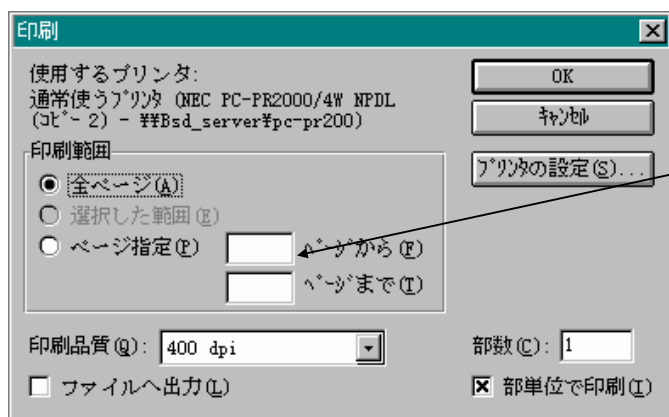 印刷
使用するプリンタ:
通常使うプリンタ (NEC PC-PR2000/4W NPDL
(コピー 2) - ¥¥Bsd_server¥pc-pr200)
OK
キャンセル
プリンタの設定(S)...
印刷範囲
全ページ(A)
選択した範囲(E)
ページ指定(P) ページから(F)
ページまで(T)
印刷品質(Q): 400 dpi
部数(C): 1
ファイルへ出力(L)
部単位で印刷(I)